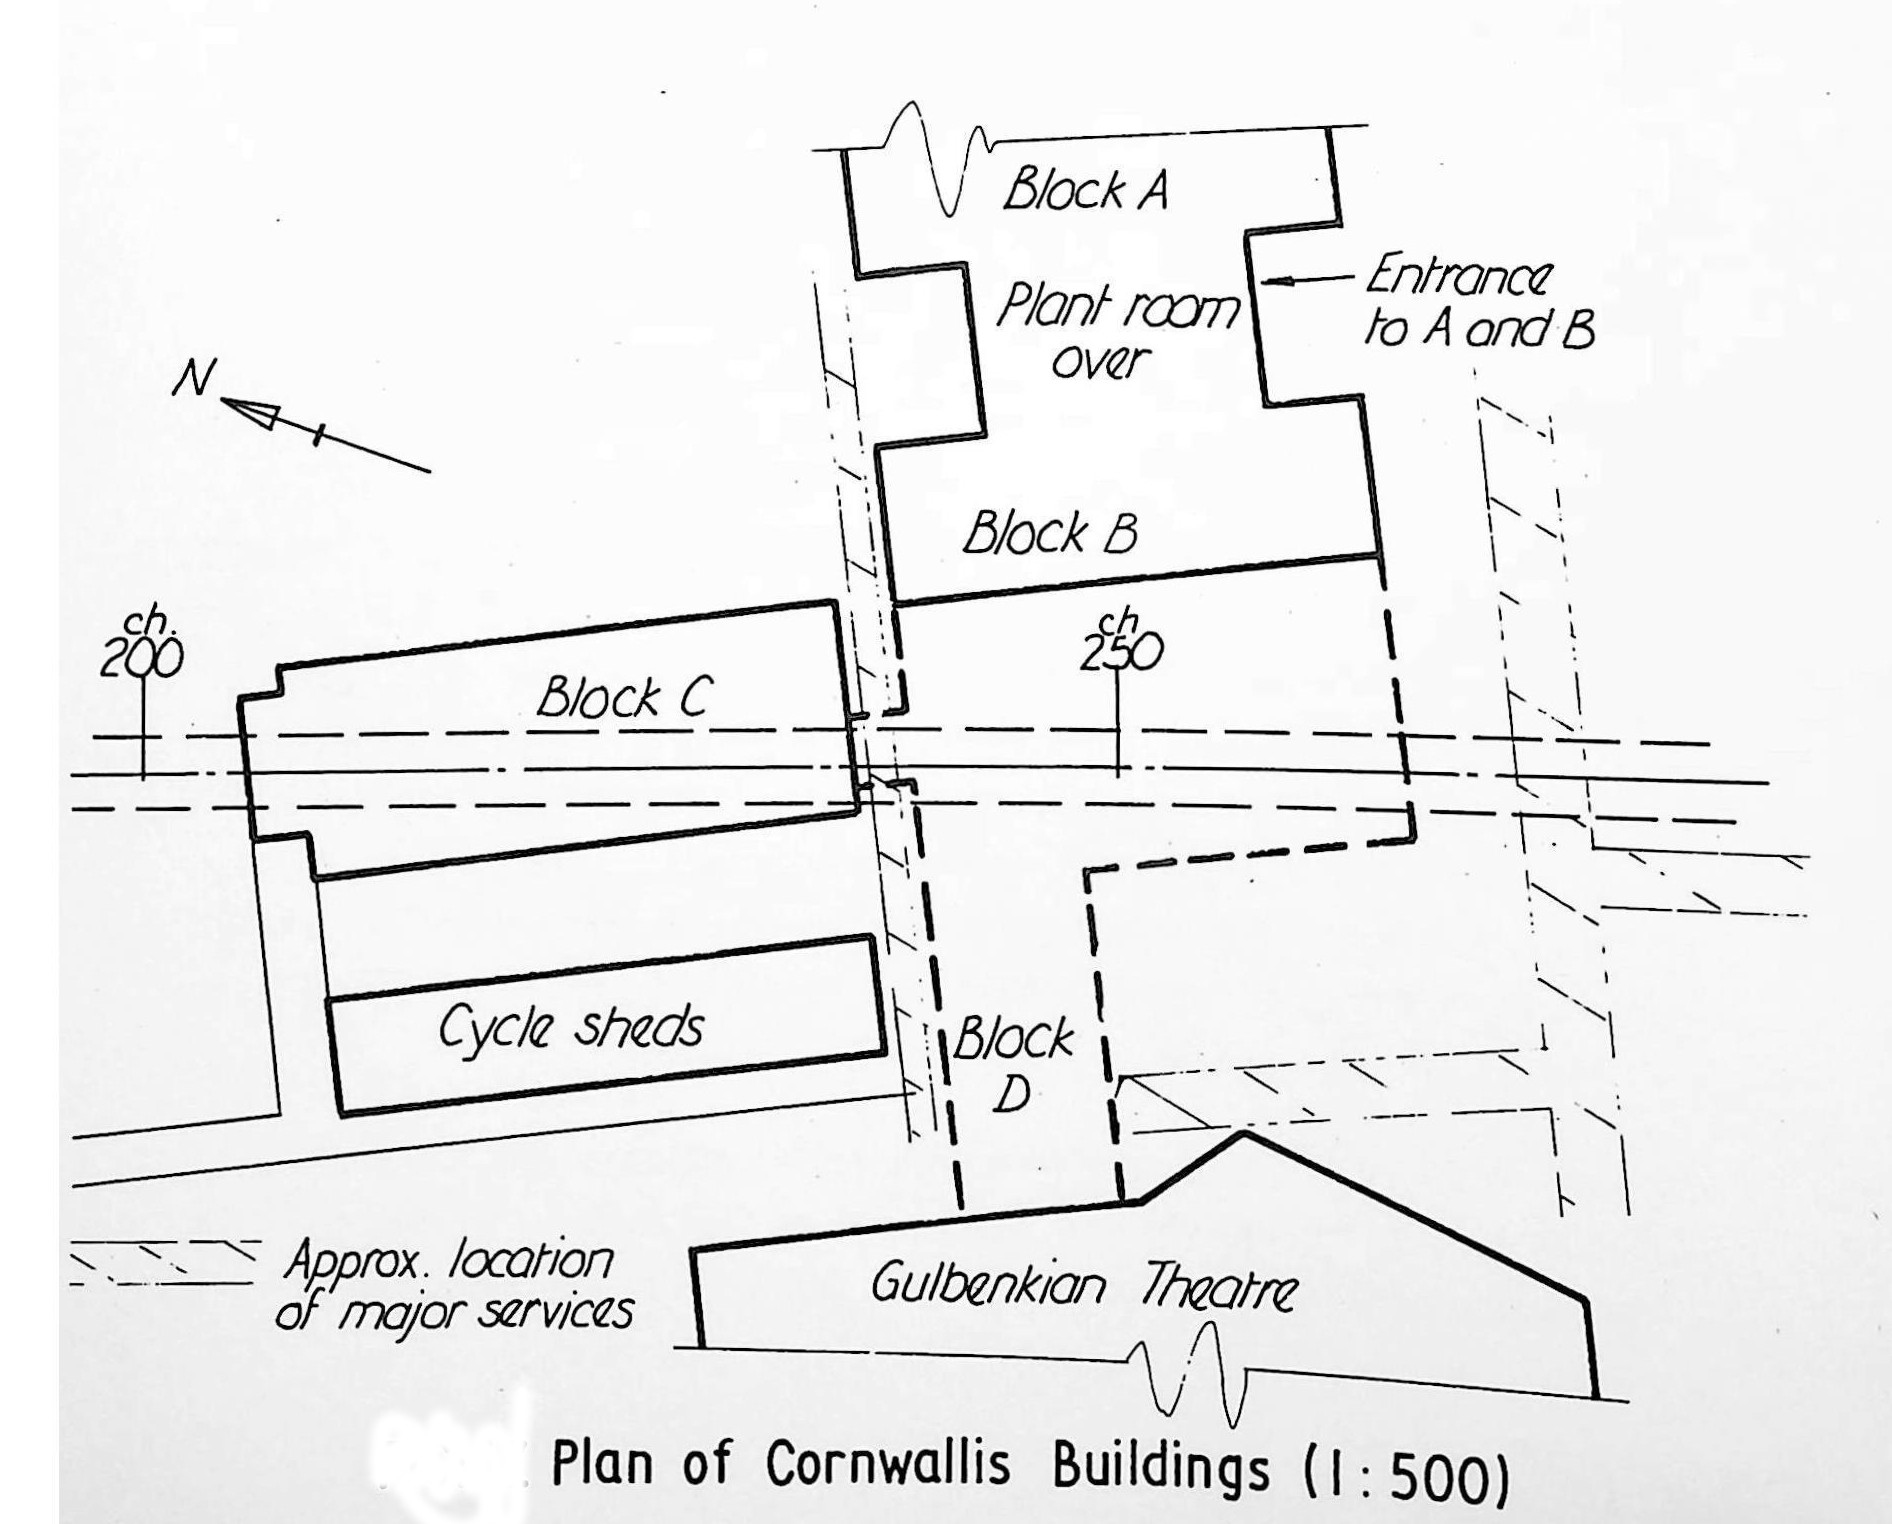 Block A
Plant room
over
Entrance
to A and B
N
Block B
ch.
200
ch
250
Block C
Cycle sheds
Block
D
Approx. location
of major services
Gulbenkian Theatre
Plan of Cornwallis Buildings (1:500)